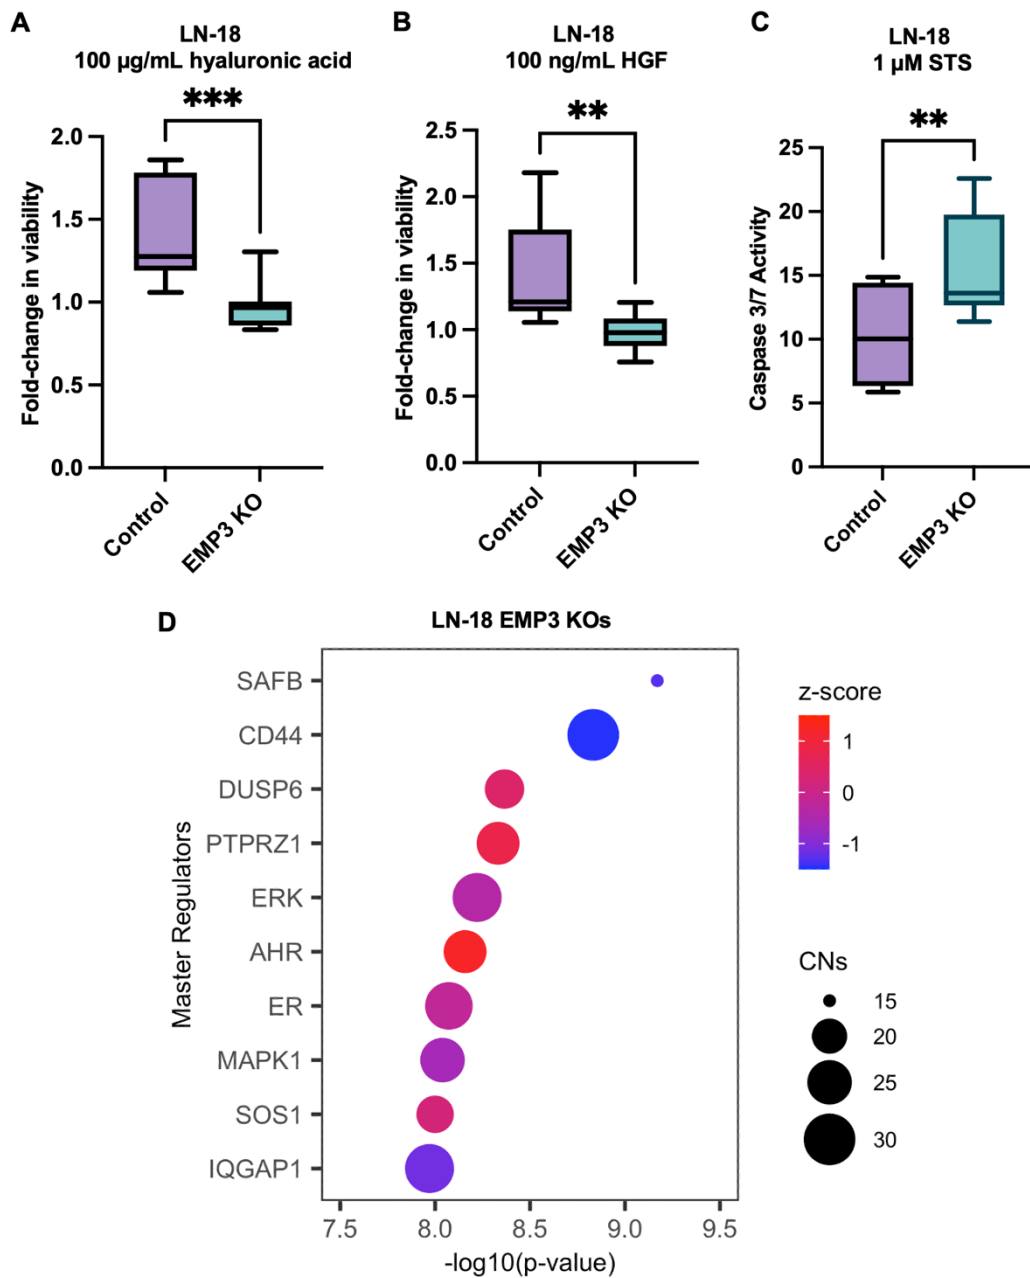 A
LN-18
100 µg/mL hyaluronic acid
***
Fold-change in viability
2.0
1.5
1.0
0.5
0.0
Control
EMP3 KO
B
LN-18
100 ng/mL HGF
**
Fold-change in viability
2.5
2.0
1.5
1.0
0.5
0.0
Control
EMP3 KO
C
LN-18
1 µM STS
**
Caspase 3/7 Activity
25
20
15
10
5
0
Control
EMP3 KO
D
LN-18 EMP3 KOs
Master Regulators
SAFB
CD44
DUSP6
PTPRZ1
ERK
AHR
ER
MAPK1
SOS1
IQGAP1
7.5 8.0 8.5 9.0 9.5
-log10(p-value)
z-score
1
0
-1
CNs
15
20
25
30